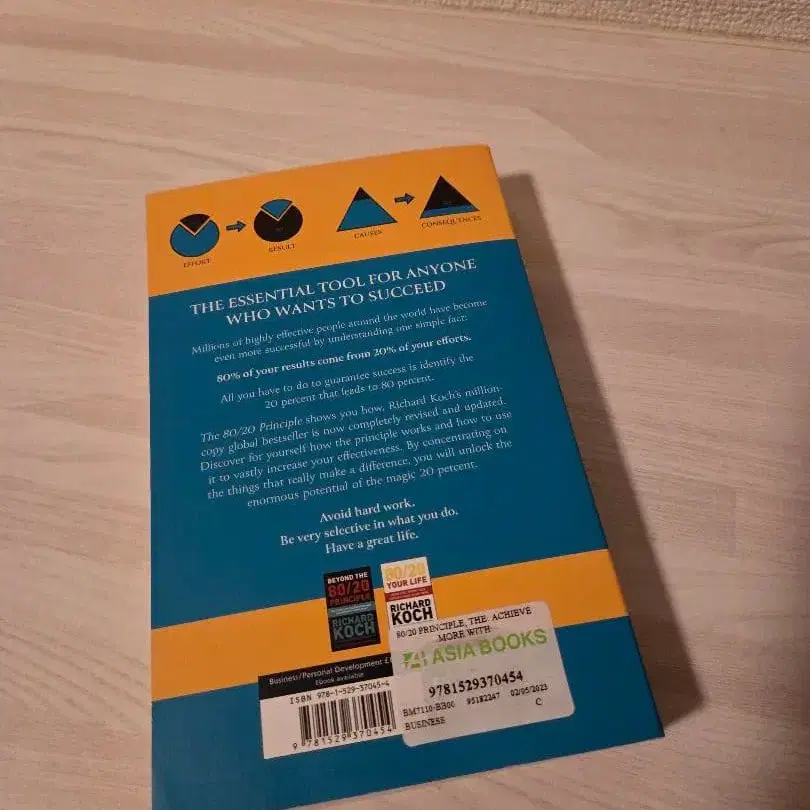 EFFORT
RESULT
CAUSES
CONSEQUENCES
THE ESSENTIAL TOOL FOR ANYONE
WHO WANTS TO SUCCEED
Millions of highly effective people around the world have become
even more successful by understanding one simple fact:
80% of your results come from 20% of your efforts.
All you have to do to guarantee success is identify the
20 percent that leads to 80 percent.
The 80/20 Principle shows you how. Richard Koch's million-
copy global bestseller is now completely revised and updated.
Discover for yourself how the principle works and how to use
it to vastly increase your effectiveness. By concentrating on
the things that really make a difference, you will unlock the
enormous potential of the magic 20 percent.
Avoid hard work.
Be very selective in what you do.
Have a great life.
BEYOND THE
80/20
PRINCIPLE
RICHARD
KOCH
80/20
YOUR LIFE
RICHARD
KOCH
Business/Personal Development
Ebook available
ISBN 978-1-529-37045-4
9 781529 370454
80/20 PRINCIPLE, THE: ACHIEVE
MORE WITH
ASIA BOOKS
9781529370454
BM7110-BB00 95182247 02/05/2023
BUSINESS C